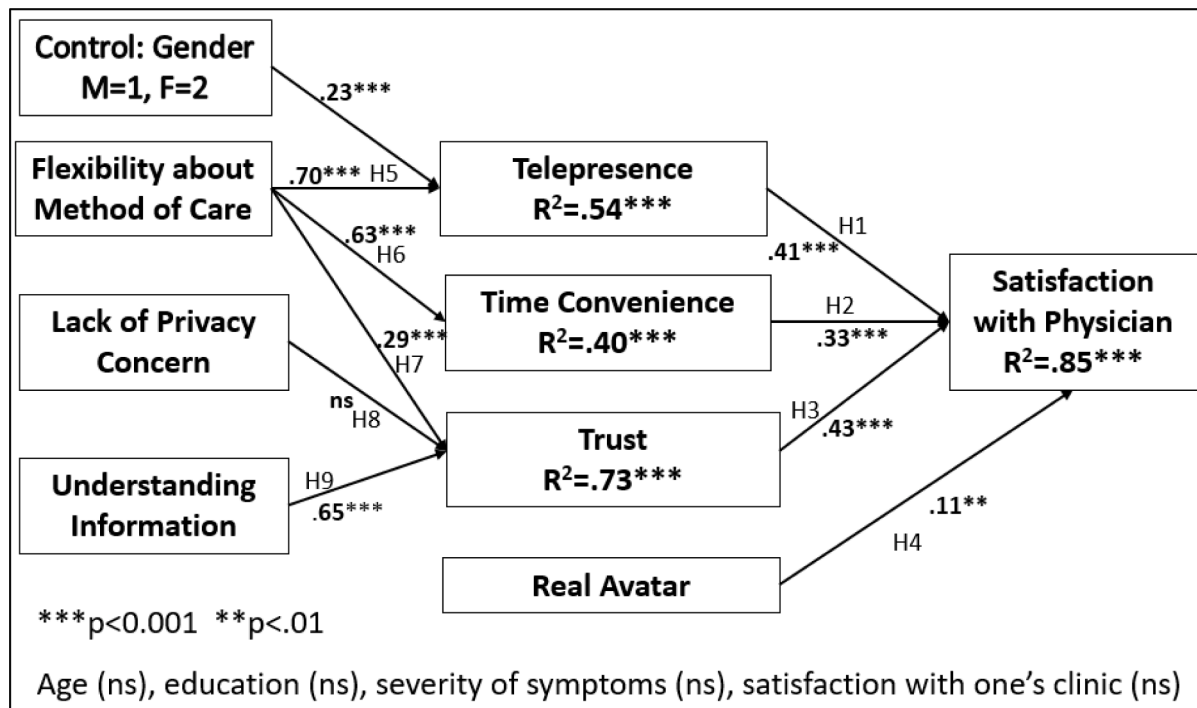 Control: Gender
M=1, F=2
.23***
Flexibility about
Method of Care
.70*** H5
Telepresence
R²=.54***
H1
.41***
.63***
H6
Lack of Privacy
Concern
Time Convenience
R²=.40***
H2
.33***
Satisfaction
with Physician
R²=.85***
.29***
H7
ns
H8
Trust
R²=.73***
H3
.43***
Understanding
Information
H9
.65***
Real Avatar
.11**
H4
***p<0.001 **p<.01
Age (ns), education (ns), severity of symptoms (ns), satisfaction with one's clinic (ns)